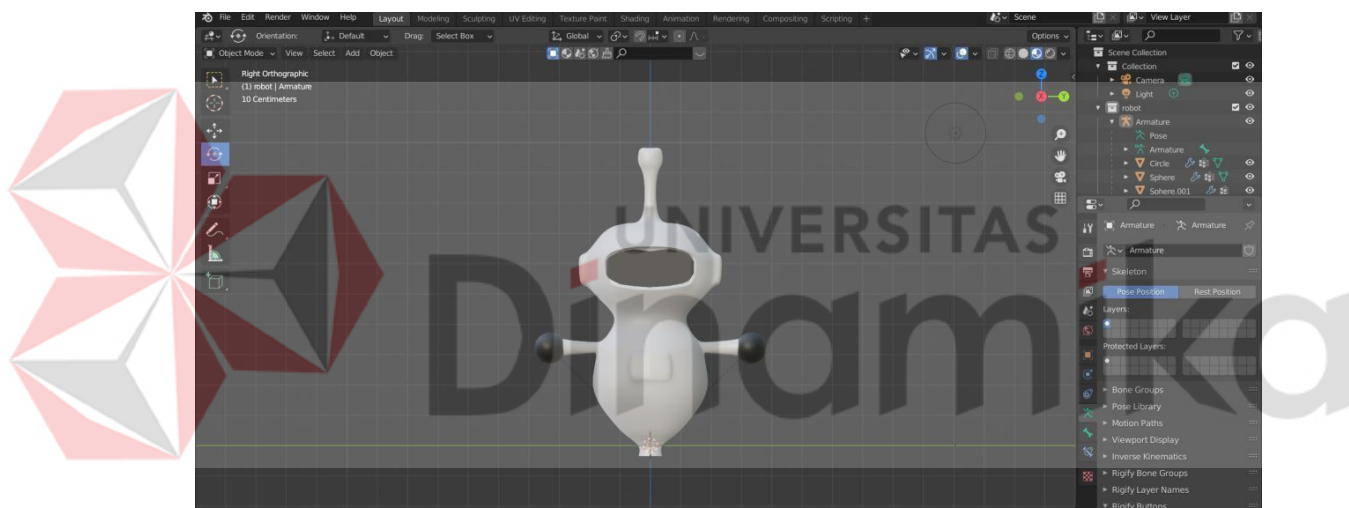 File Edit Render Window Help Layout Modeling Sculpting UV Editing Texture Paint Shading Animation Rendering Compositing Scripting + Scene View Layer
Orientation: Default Drag: Select Box Global Options
Object Mode View Select Add Object
Right Orthographic
(1) robot | Armature
10 Centimeters
Z
X
Y
Scene Collection
Collection
Camera
Light
robot
Armature
Pose
Armature
Circle
Sphere
Sphere.001
Armature Armature
Armature
Skeleton
Pose Position Rest Position
Layers:
Protected Layers:
Bone Groups
Pose Library
Motion Paths
Viewport Display
Inverse Kinematics
Rigify Bone Groups
Rigify Layer Names
Rigify Buttons
UNIVERSITAS
Dinamika